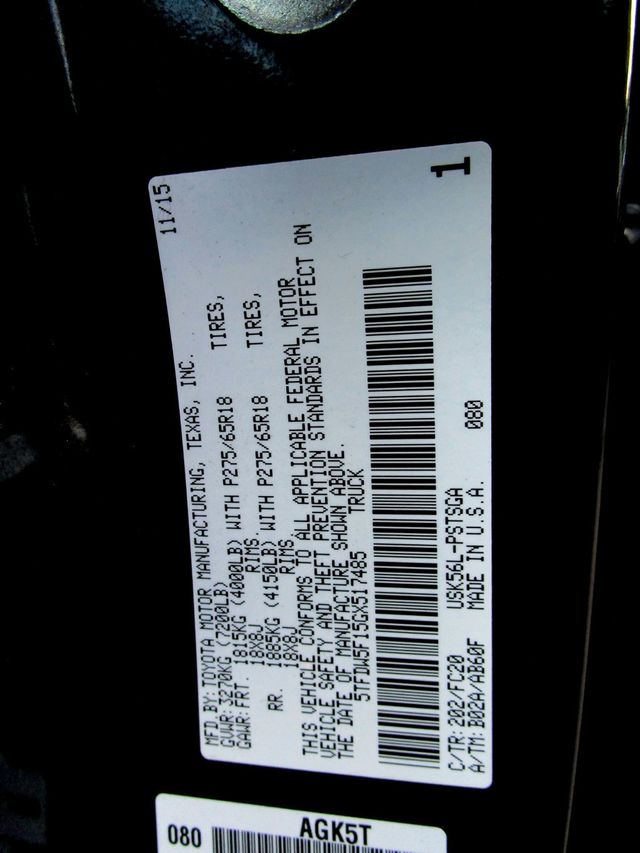 11/15
MFD BY: TOYOTA MOTOR MANUFACTURING, TEXAS, INC.
GVWR: 3270KG (7200LB)
GAWR: FRT. 1815KG (4000LB) WITH P275/65R18 TIRES,
18X8J RIMS.
RR. 1885KG (4150LB) WITH P275/65R18 TIRES,
18X8J RIMS.
THIS VEHICLE CONFORMS TO ALL APPLICABLE FEDERAL MOTOR
VEHICLE SAFETY AND THEFT PREVENTION STANDARDS IN EFFECT ON
THE DATE OF MANUFACTURE SHOWN ABOVE.
5TFDW5F15GX517485 TRUCK
C/TR: 202/FC20 USK56L-PSTSGA 080
A/TM: B02A/AB60F MADE IN U.S.A.
1
080 AGK5T